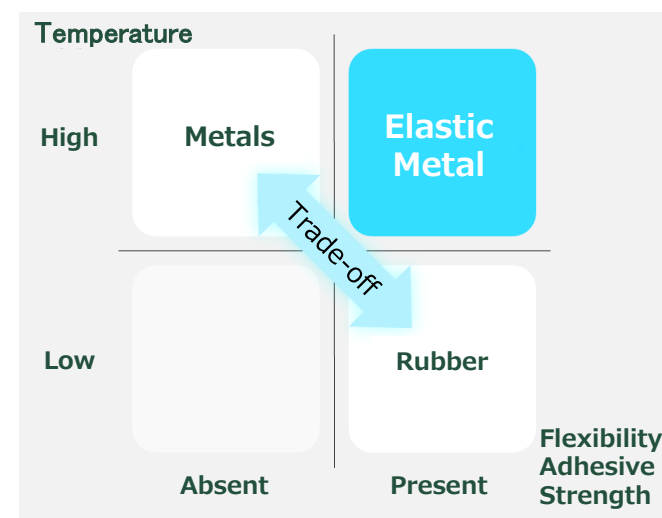 Temperature
High
Metals
Elastic
Metal
Trade-off
Low
Rubber
Flexibility
Adhesive
Strength
Absent
Present